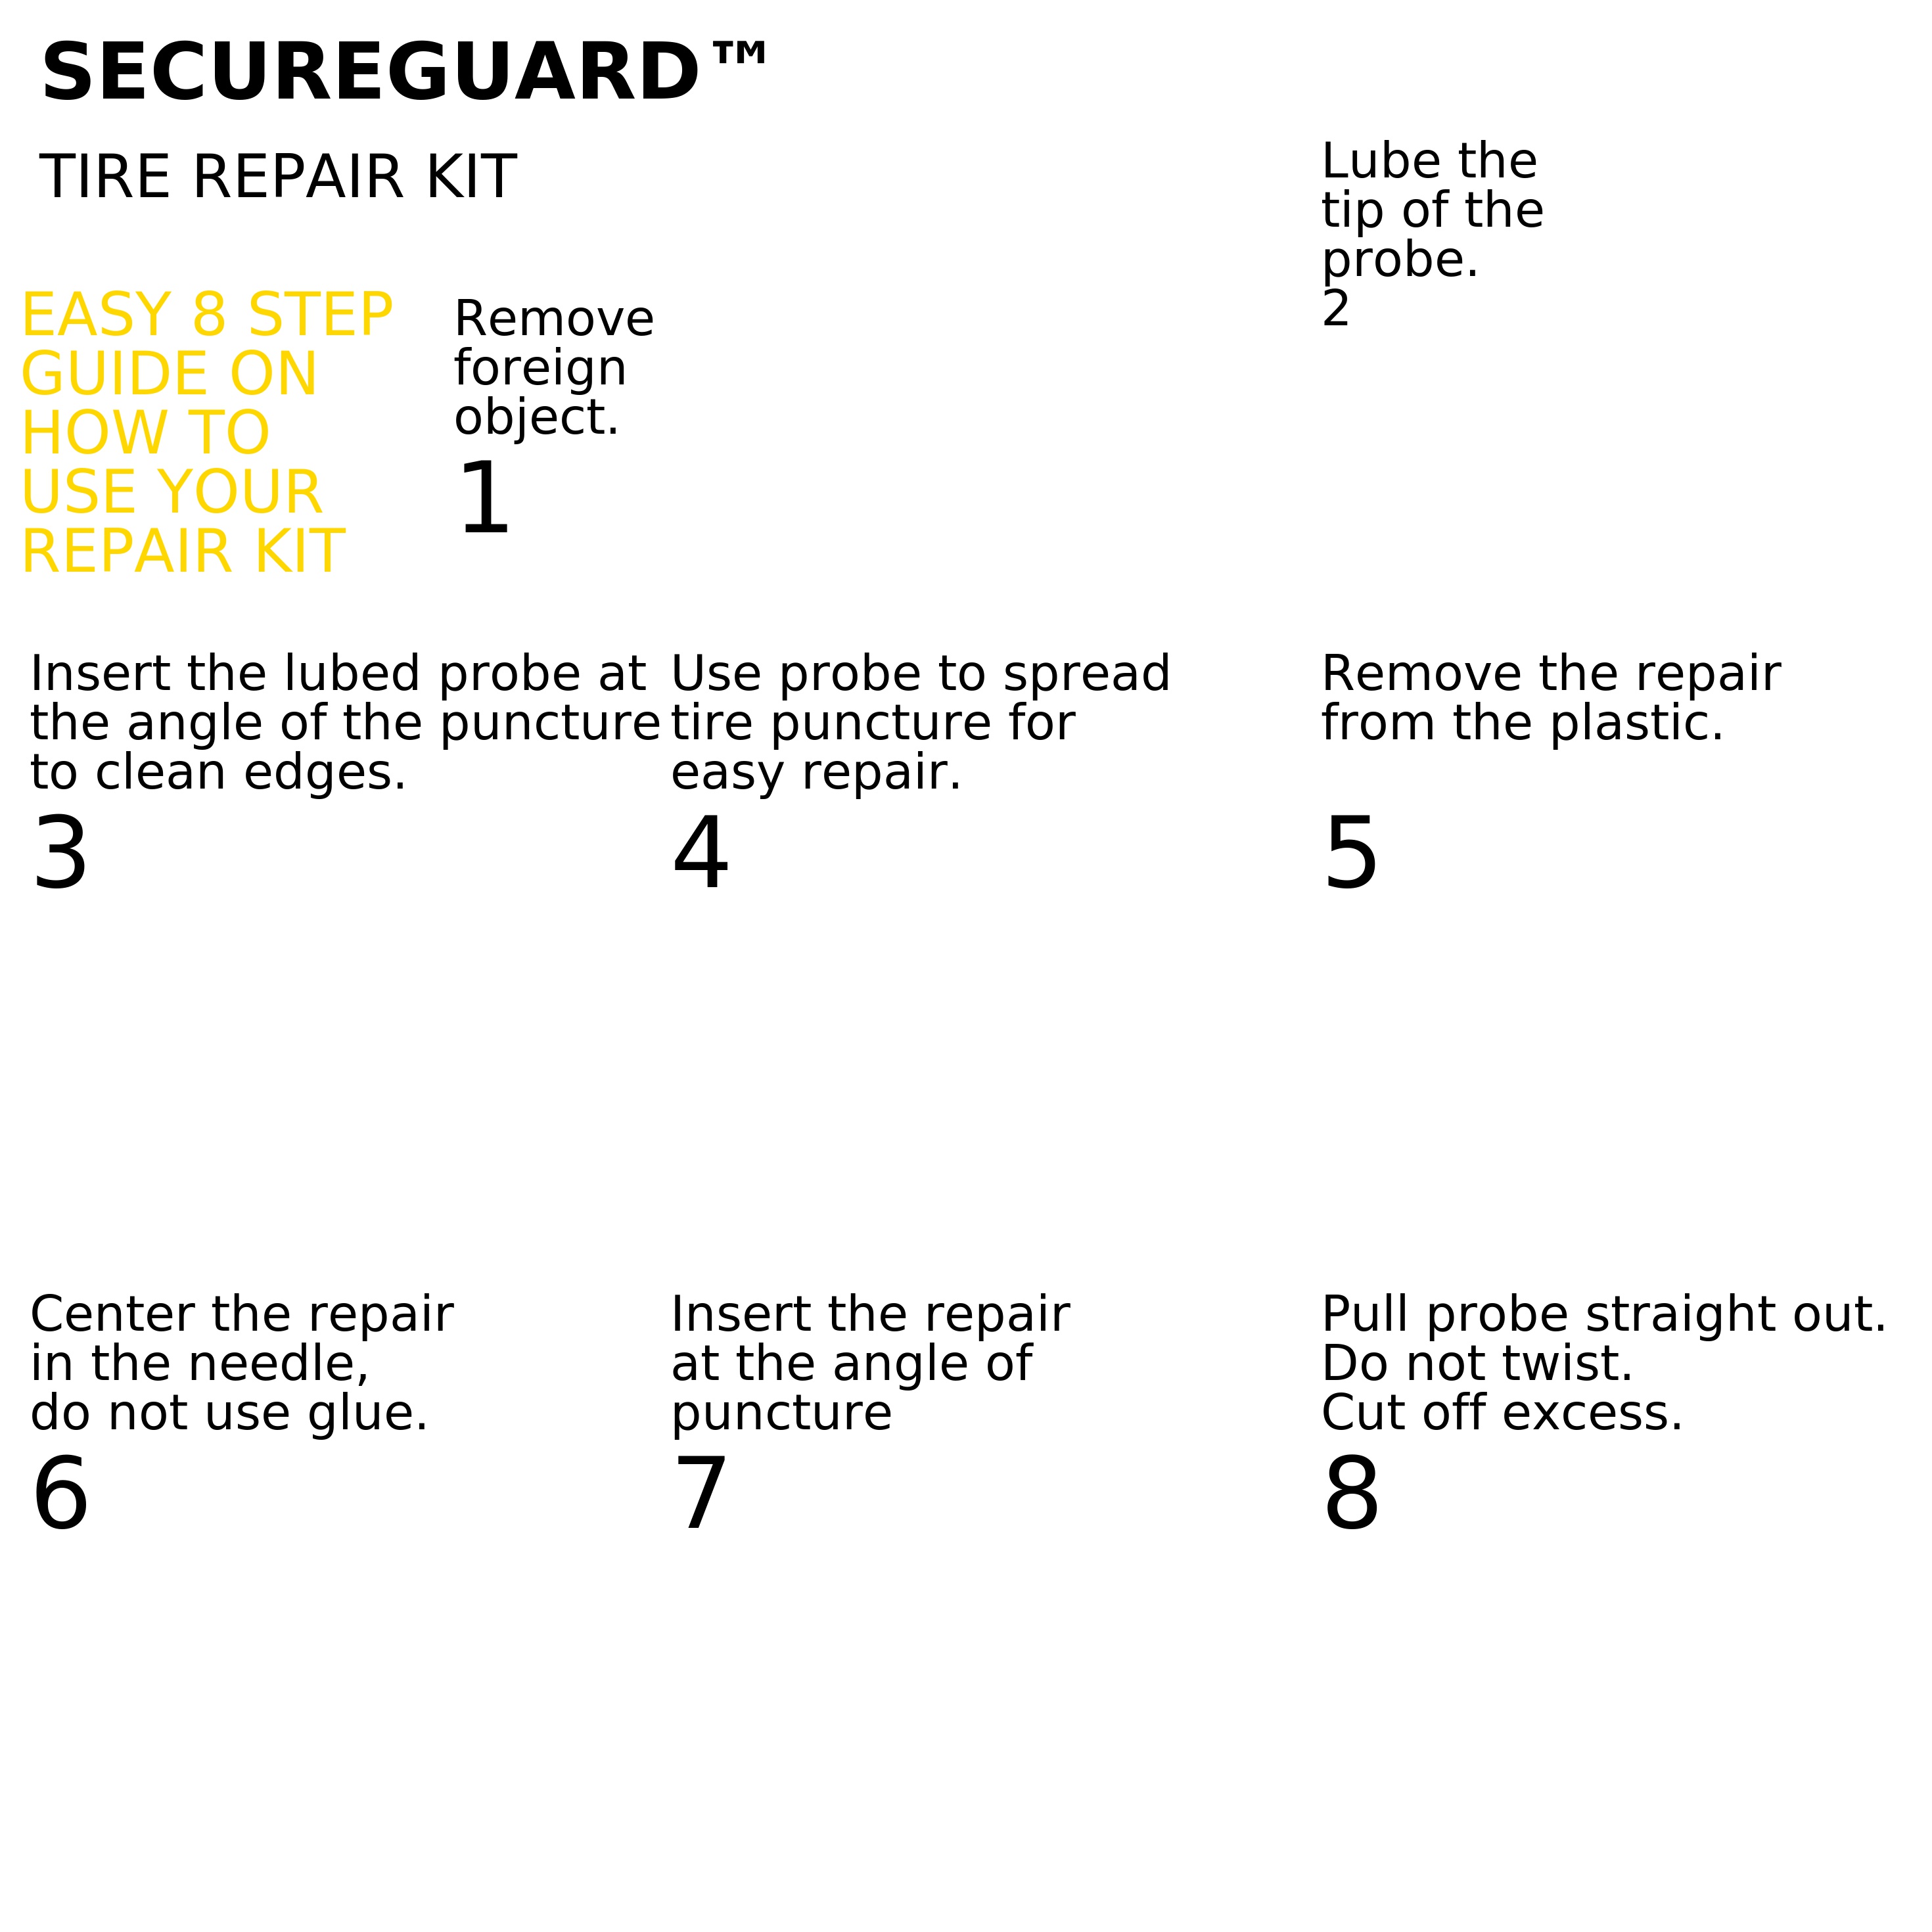 SECUREGUARD™
TIRE REPAIR KIT
EASY 8 STEP
GUIDE ON
HOW TO
USE YOUR
REPAIR KIT
Remove
foreign
object.
1
Lube the
tip of the
probe.
2
Insert the lubed probe at
the angle of the puncture
to clean edges.
3
Use probe to spread
tire puncture for
easy repair.
4
Remove the repair
from the plastic.
5
Center the repair
in the needle,
do not use glue.
6
Insert the repair
at the angle of
puncture
7
Pull probe straight out.
Do not twist.
Cut off excess.
8